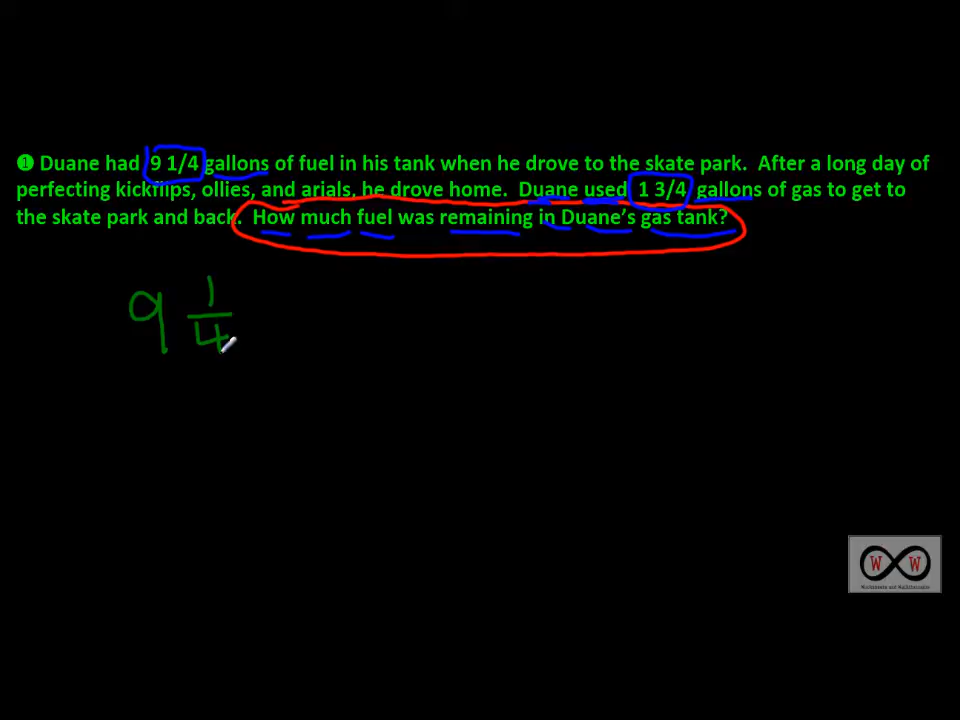 ❶ Duane had 9 1/4 gallons of fuel in his tank when he drove to the skate park. After a long day of
perfecting kickflips, ollies, and arials, he drove home. Duane used 1 3/4 gallons of gas to get to
the skate park and back. How much fuel was remaining in Duane's gas tank?
9 1/4
W W